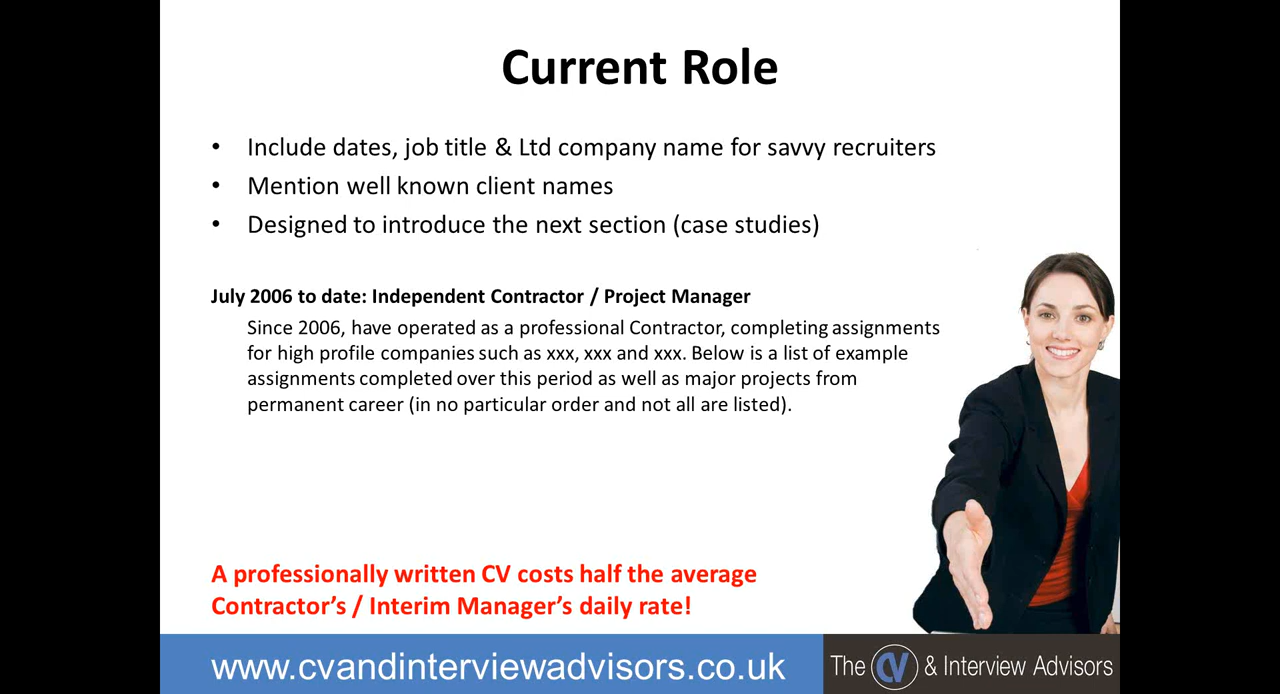 Current Role
• Include dates, job title & Ltd company name for savvy recruiters
• Mention well known client names
• Designed to introduce the next section (case studies)
July 2006 to date: Independent Contractor / Project Manager
Since 2006, have operated as a professional Contractor, completing assignments
for high profile companies such as xxx, xxx and xxx. Below is a list of example
assignments completed over this period as well as major projects from
permanent career (in no particular order and not all are listed).
A professionally written CV costs half the average
Contractor’s / Interim Manager’s daily rate!
www.cvandinterviewadvisors.co.uk
The CV & Interview Advisors